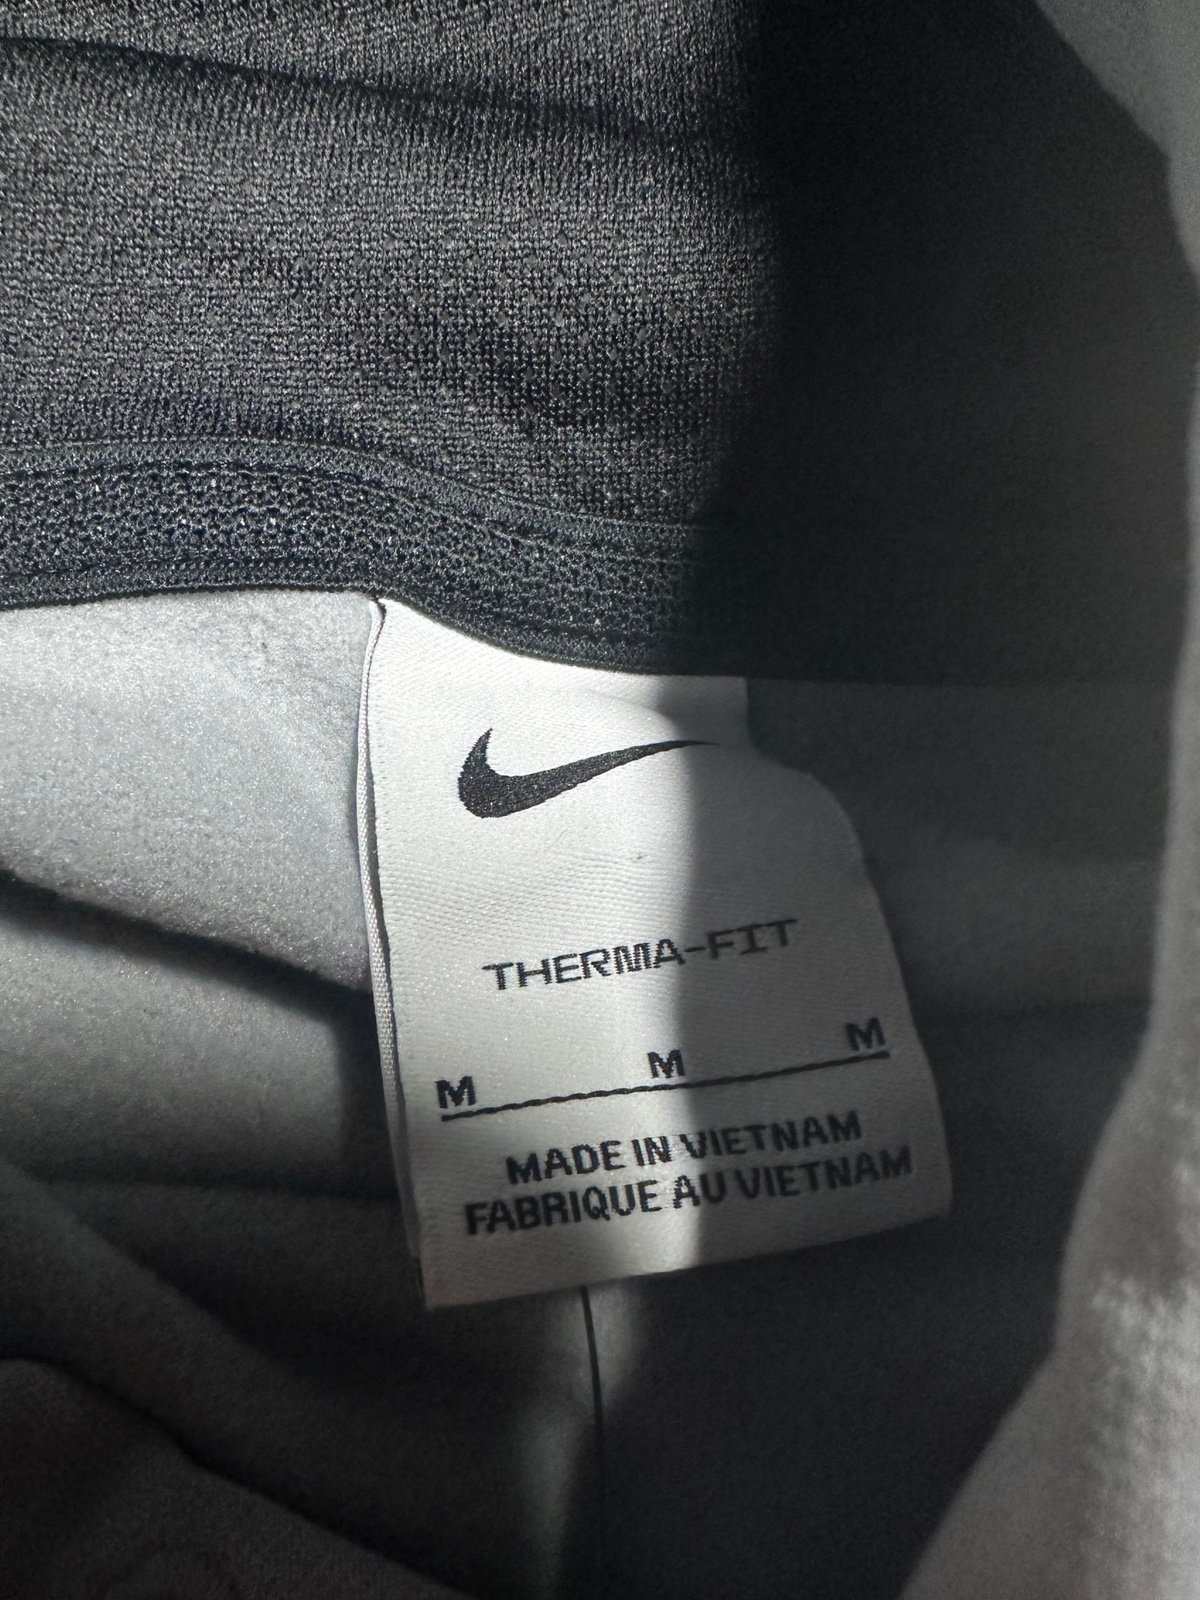 THERMA-FIT
M M M
MADE IN VIETNAM
FABRIQUE AU VIETNAM